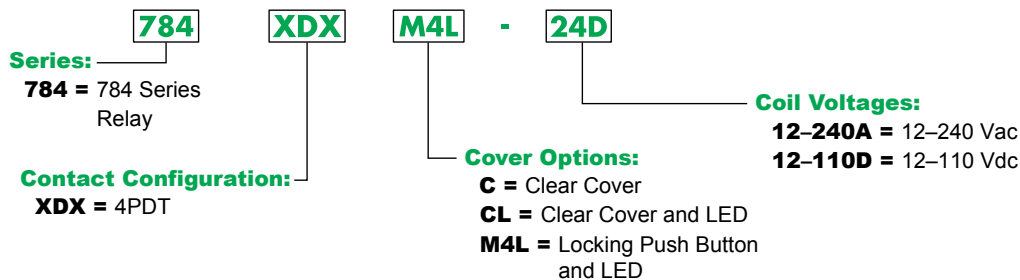 784 XDX M4L - 24D
Series:
784 = 784 Series
Relay
Contact Configuration:
XDX = 4PDT
Cover Options:
C = Clear Cover
CL = Clear Cover and LED
M4L = Locking Push Button
and LED
Coil Voltages:
12–240A = 12–240 Vac
12–110D = 12–110 Vdc